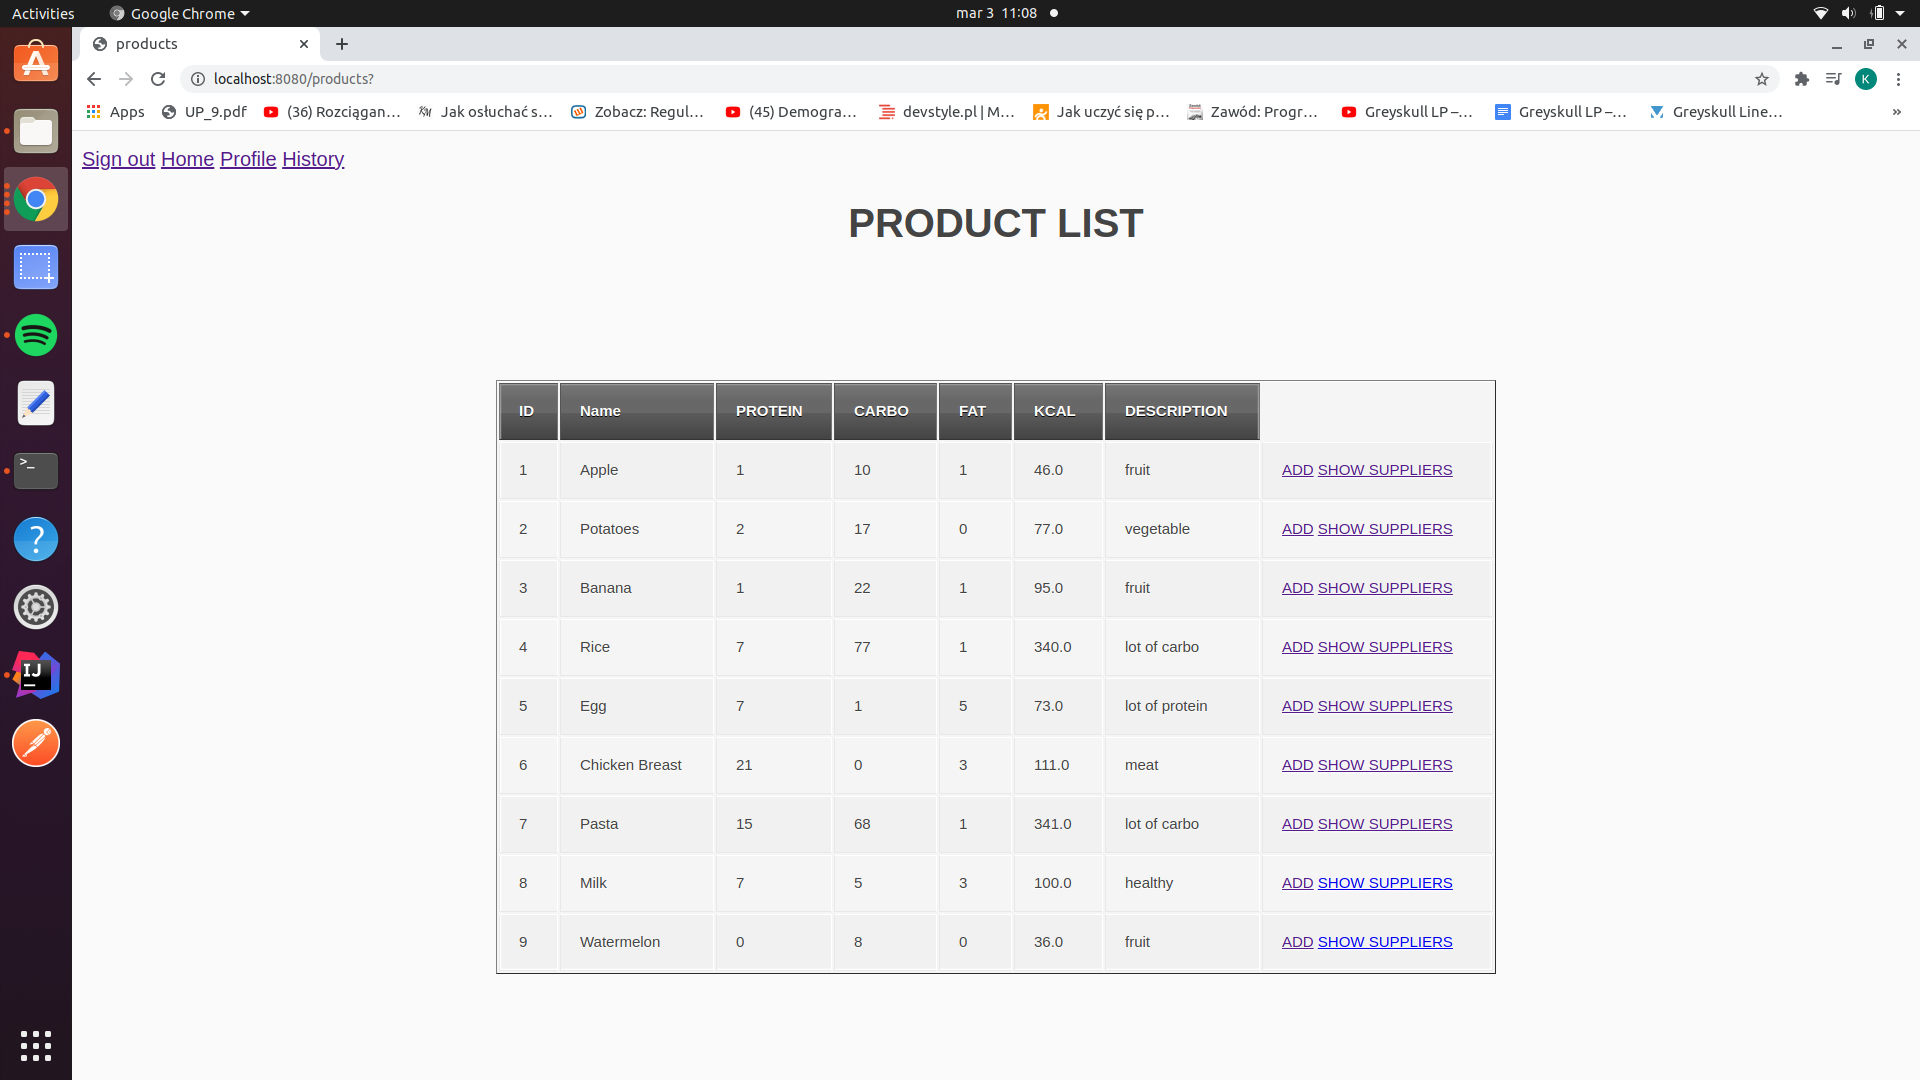 Activities Google Chrome mar 3 11:08
products
localhost:8080/products?
Apps UP_9.pdf (36) Rozciągan... Jak osłuchać s... Zobacz: Regul... (45) Demogra... devstyle.pl | M... Jak uczyć się p... Zawód: Progr... Greyskull LP –... Greyskull LP –... Greyskull Line... »
K
Sign out Home Profile History
PRODUCT LIST
ID Name PROTEIN CARBO FAT KCAL DESCRIPTION
1 Apple 1 10 1 46.0 fruit ADD SHOW SUPPLIERS
2 Potatoes 2 17 0 77.0 vegetable ADD SHOW SUPPLIERS
3 Banana 1 22 1 95.0 fruit ADD SHOW SUPPLIERS
4 Rice 7 77 1 340.0 lot of carbo ADD SHOW SUPPLIERS
5 Egg 7 1 5 73.0 lot of protein ADD SHOW SUPPLIERS
6 Chicken Breast 21 0 3 111.0 meat ADD SHOW SUPPLIERS
7 Pasta 15 68 1 341.0 lot of carbo ADD SHOW SUPPLIERS
8 Milk 7 5 3 100.0 healthy ADD SHOW SUPPLIERS
9 Watermelon 0 8 0 36.0 fruit ADD SHOW SUPPLIERS
>_
?
IJ